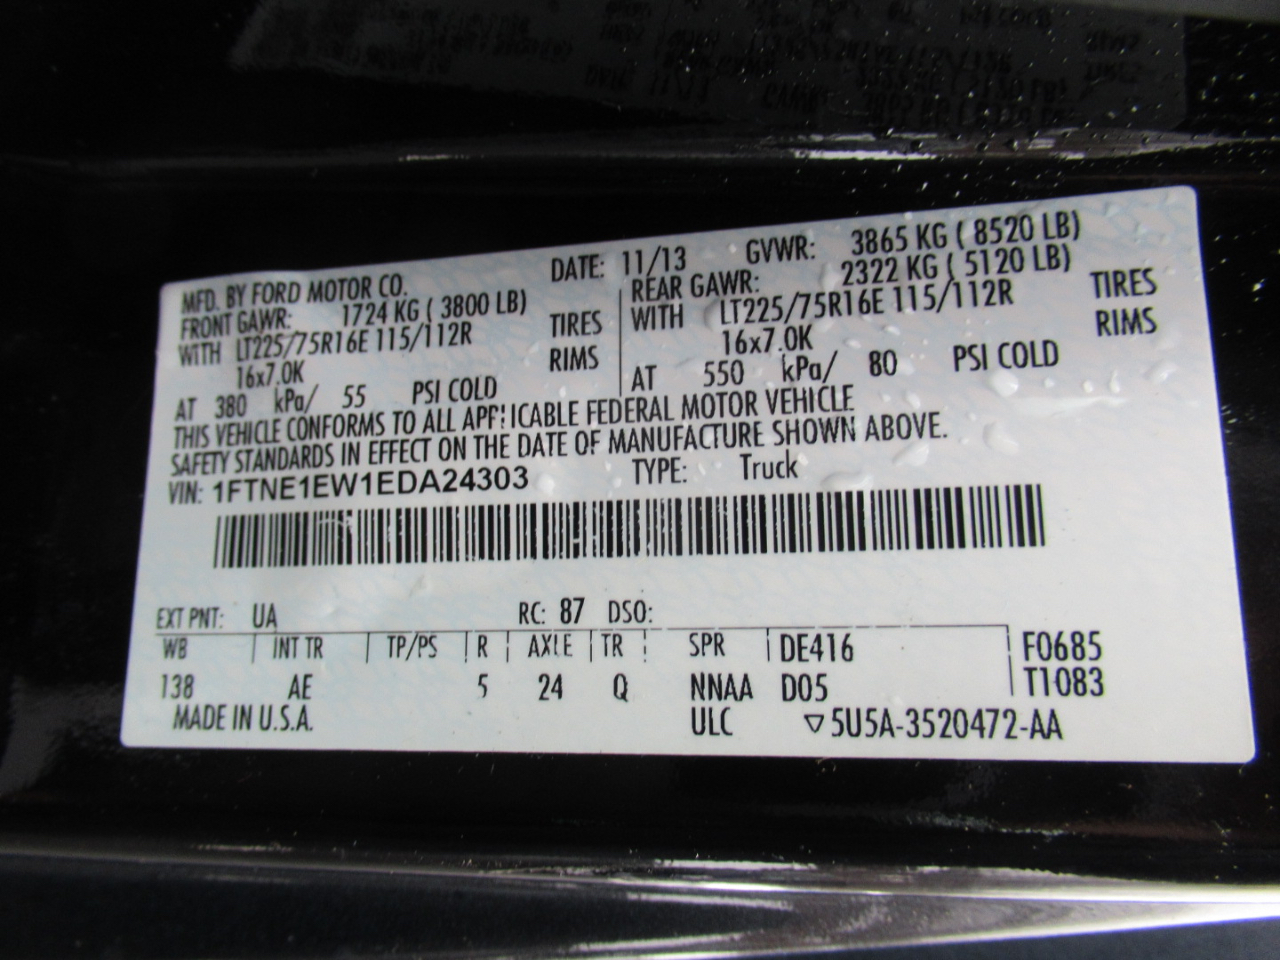 MFD. BY FORD MOTOR CO.
DATE: 11/13
GVWR: 3865 KG ( 8520 LB)
FRONT GAWR: 1724 KG ( 3800 LB)
WITH LT225/75R16E 115/112R TIRES
16x7.0K RIMS
AT 380 kPa/ 55 PSI COLD
REAR GAWR: 2322 KG ( 5120 LB)
WITH LT225/75R16E 115/112R TIRES
16x7.0K RIMS
AT 550 kPa/ 80 PSI COLD
THIS VEHICLE CONFORMS TO ALL APPLICABLE FEDERAL MOTOR VEHICLE
SAFETY STANDARDS IN EFFECT ON THE DATE OF MANUFACTURE SHOWN ABOVE.
VIN: 1FTNE1EW1EDA24303 TYPE: Truck
EXT PNT: UA RC: 87 DSO:
WB INT TR TP/PS R AXLE TR SPR DE416 F0685
138 AE 5 24 Q NNAA D05 T1083
MADE IN U.S.A. ULC ▽5U5A-3520472-AA